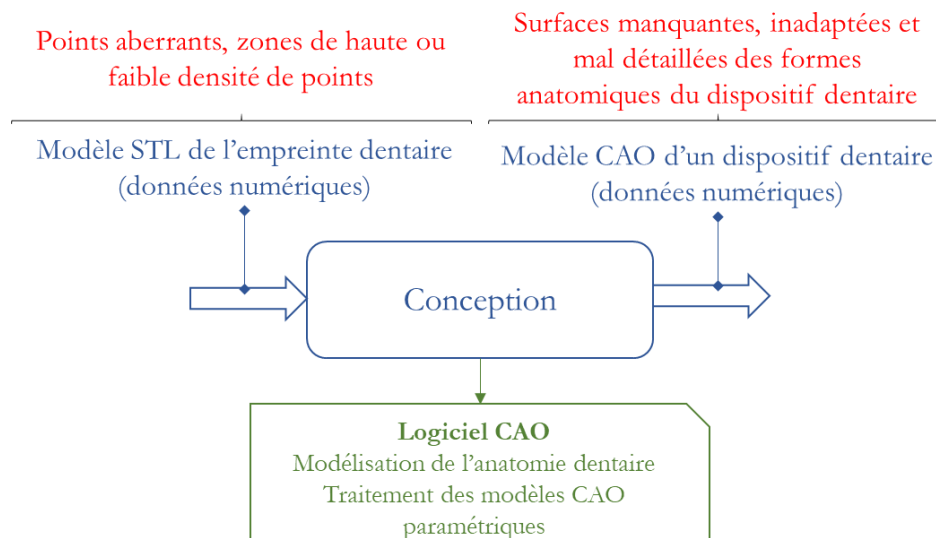 Points aberrants, zones de haute ou
faible densité de points
Surfaces manquantes, inadaptées et
mal détaillées des formes
anatomiques du dispositif dentaire
Modèle STL de l’empreinte dentaire
(données numériques)
Modèle CAO d’un dispositif dentaire
(données numériques)
Conception
Logiciel CAO
Modélisation de l’anatomie dentaire
Traitement des modèles CAO
paramétriques